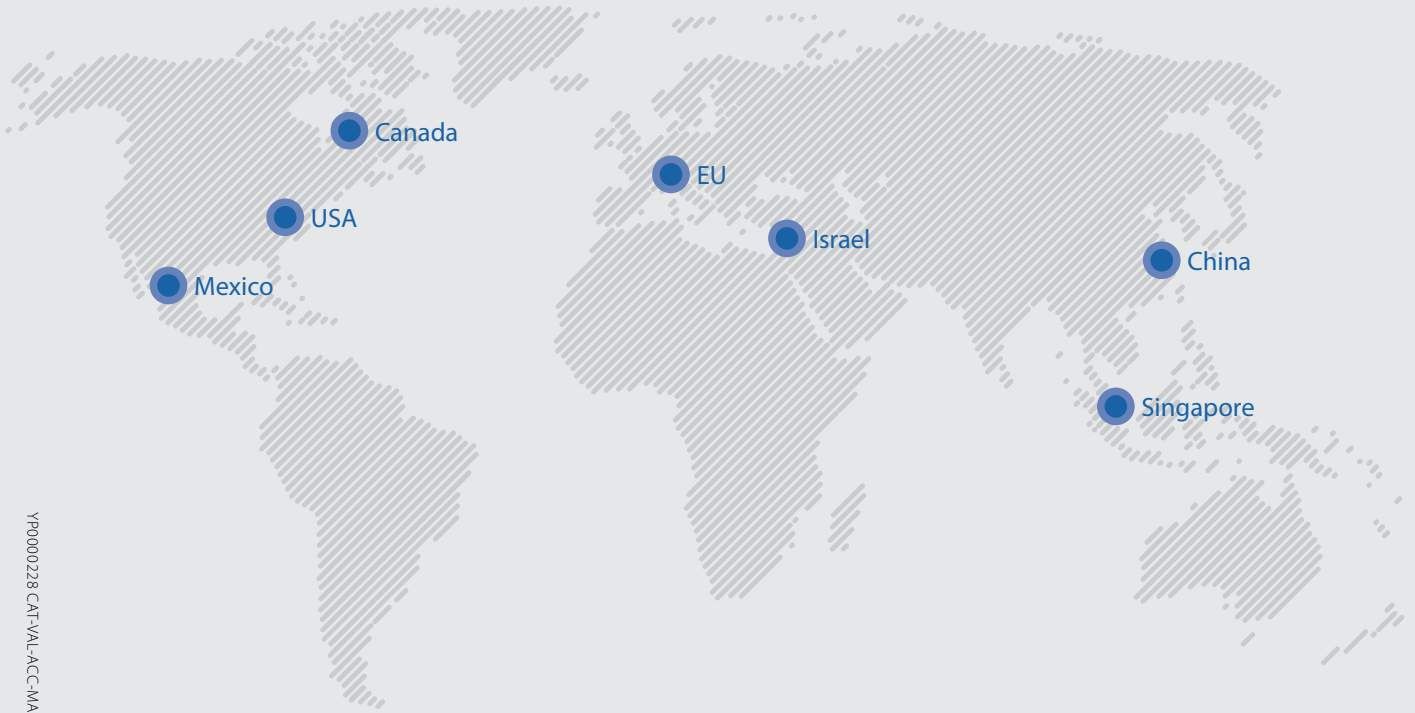 Canada
EU
USA
Israel
China
Mexico
Singapore
YP0000228 CAT-VAL-ACC-MA